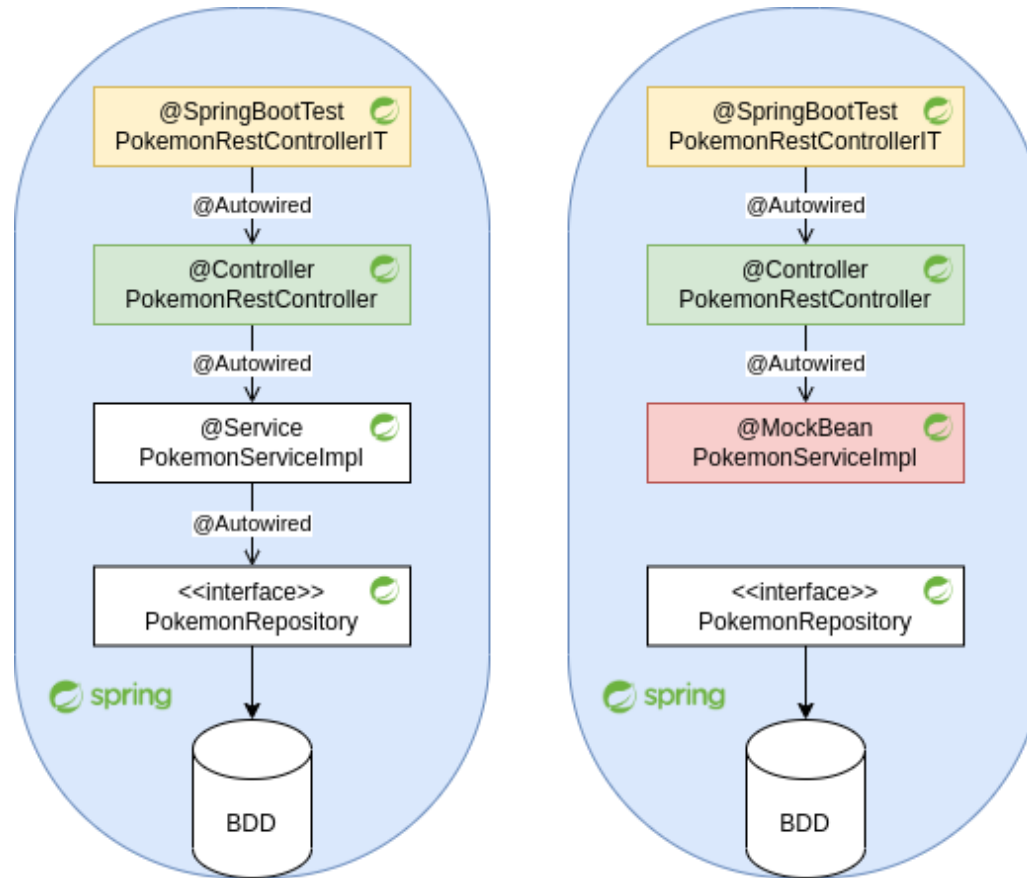 @SpringBootTest
PokemonRestControllerIT
@Autowired
@Controller
PokemonRestController
@Autowired
@Service
PokemonServiceImpl
@Autowired
<<interface>>
PokemonRepository
spring
BDD
@SpringBootTest
PokemonRestControllerIT
@Autowired
@Controller
PokemonRestController
@Autowired
@MockBean
PokemonServiceImpl
<<interface>>
PokemonRepository
spring
BDD